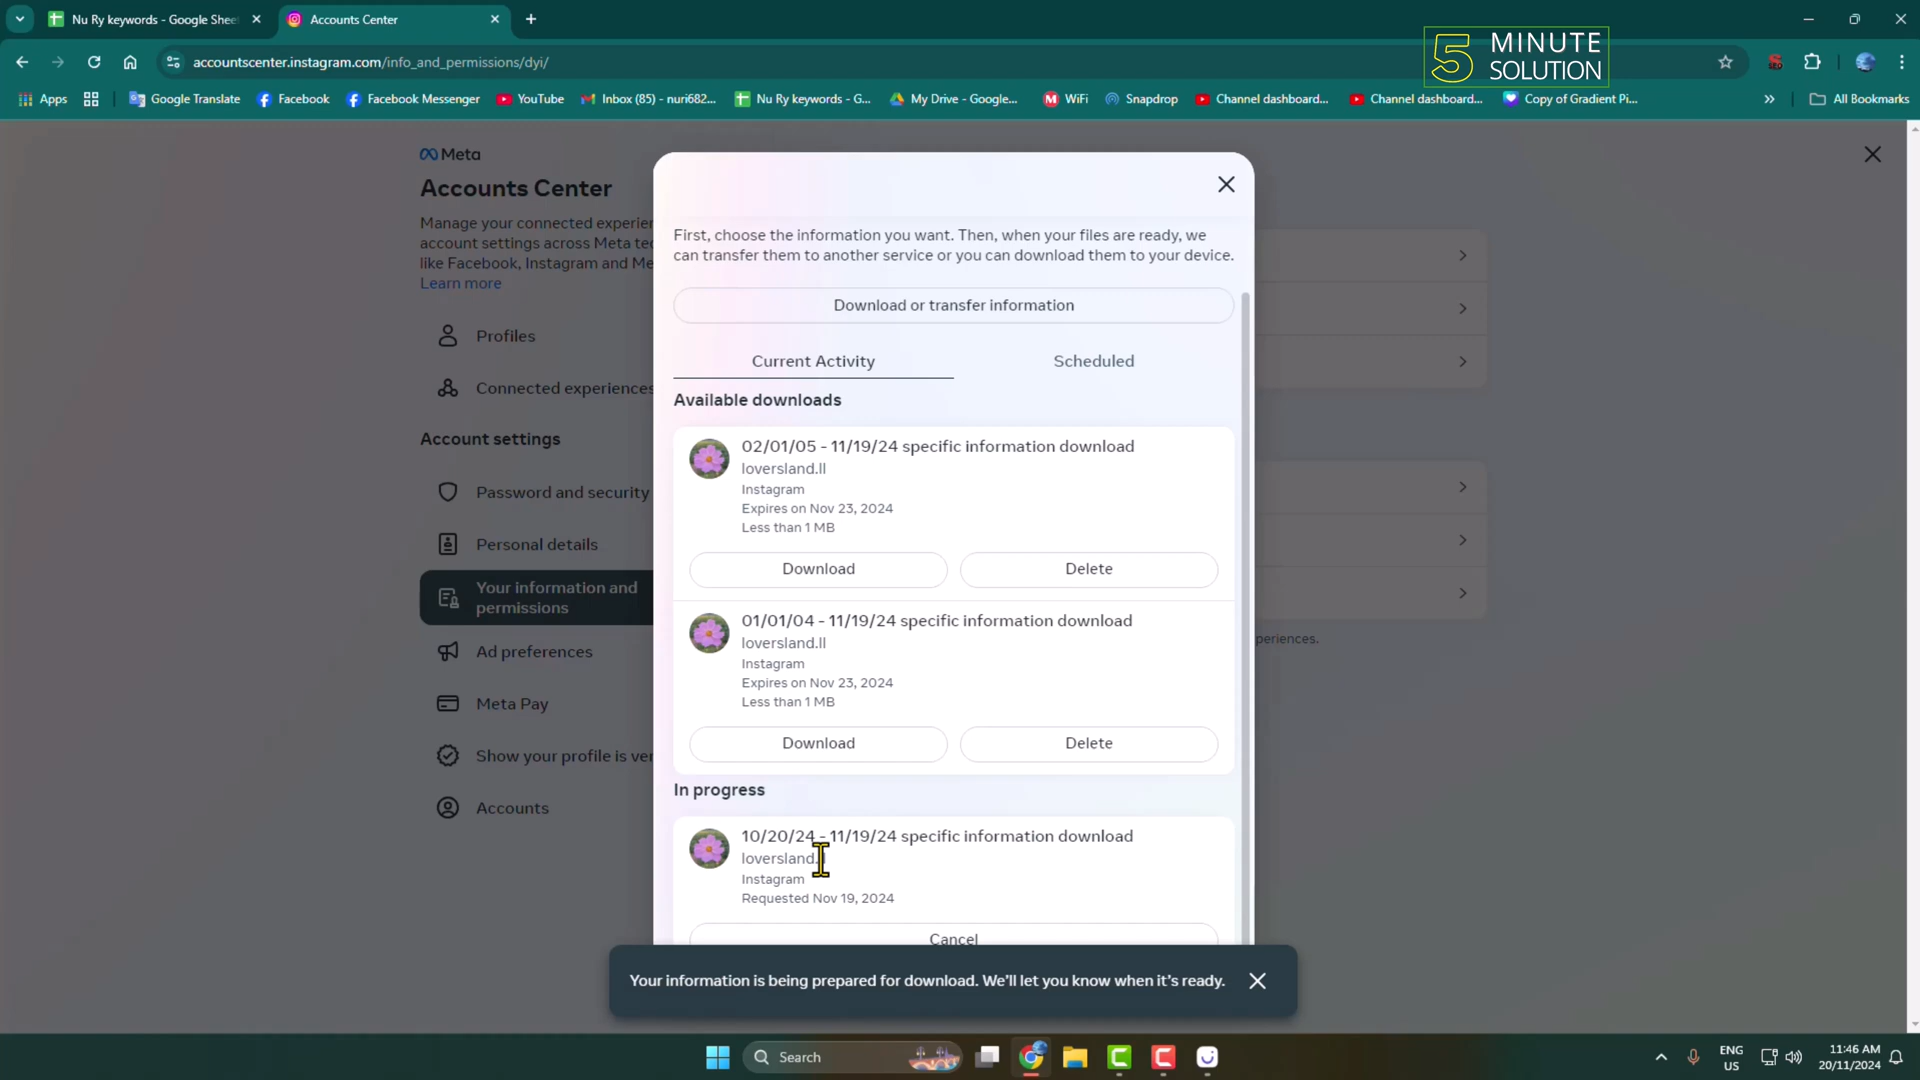 Nu Ry keywords - Google Shee
Accounts Center
accountscenter.instagram.com/info_and_permissions/dyi/
5 MINUTE
SOLUTION
Apps
Google Translate
Facebook
Facebook Messenger
YouTube
Inbox (85) - nuri682...
Nu Ry keywords - G...
My Drive - Google...
WiFi
Snapdrop
Channel dashboard...
Channel dashboard...
Copy of Gradient Pi...
All Bookmarks
Meta
Accounts Center
Manage your connected experien
account settings across Meta tec
like Facebook, Instagram and Me
Learn more
Profiles
Connected experiences
Account settings
Password and security
Personal details
Your information and
permissions
Ad preferences
Meta Pay
Show your profile is ver
Accounts
First, choose the information you want. Then, when your files are ready, we
can transfer them to another service or you can download them to your device.
Download or transfer information
Current Activity
Scheduled
Available downloads
02/01/05 - 11/19/24 specific information download
loversland.ll
Instagram
Expires on Nov 23, 2024
Less than 1 MB
Download
Delete
01/01/04 - 11/19/24 specific information download
loversland.ll
Instagram
Expires on Nov 23, 2024
Less than 1 MB
Download
Delete
In progress
10/20/24 - 11/19/24 specific information download
loversland.ll
Instagram
Requested Nov 19, 2024
Cancel
periences.
Your information is being prepared for download. We'll let you know when it's ready.
Search
ENG
US
11:46 AM
20/11/2024